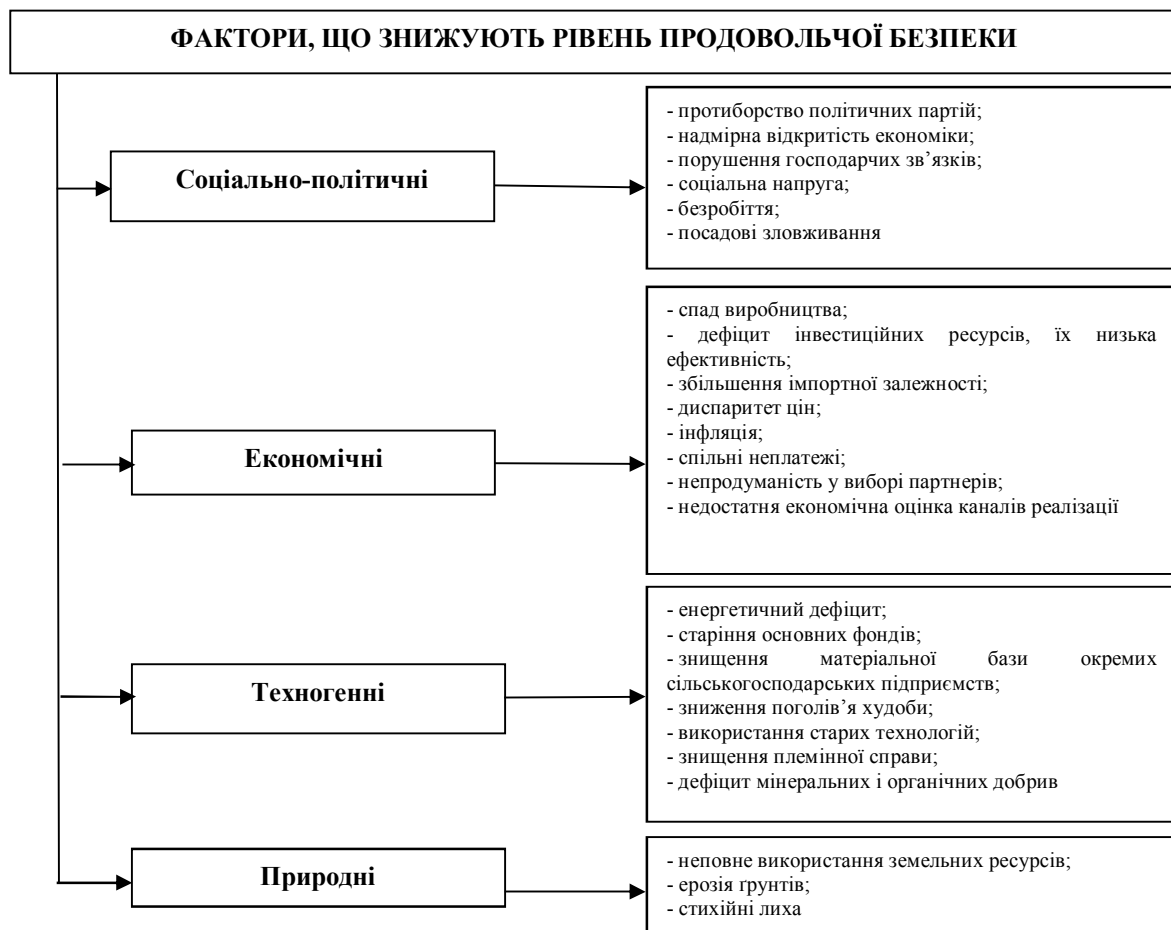 ФАКТОРИ, ЩО ЗНИЖУЮТЬ РІВЕНЬ ПРОДОВОЛЬЧОЇ БЕЗПЕКИ
Соціально-політичні
- протиборство політичних партій;
- надмірна відкритість економіки;
- порушення господарчих зв’язків;
- соціальна напруга;
- безробіття;
- посадові зловживання
Економічні
- спад виробництва;
- дефіцит інвестиційних ресурсів, їх низька
ефективність;
- збільшення імпортної залежності;
- диспаритет цін;
- інфляція;
- спільні неплатежі;
- непродуманість у виборі партнерів;
- недостатня економічна оцінка каналів реалізації
Техногенні
- енергетичний дефіцит;
- старіння основних фондів;
- знищення матеріальної бази окремих
сільськогосподарських підприємств;
- зниження поголів’я худоби;
- використання старих технологій;
- знищення племінної справи;
- дефіцит мінеральних і органічних добрив
Природні
- неповне використання земельних ресурсів;
- ерозія ґрунтів;
- стихійні лиха